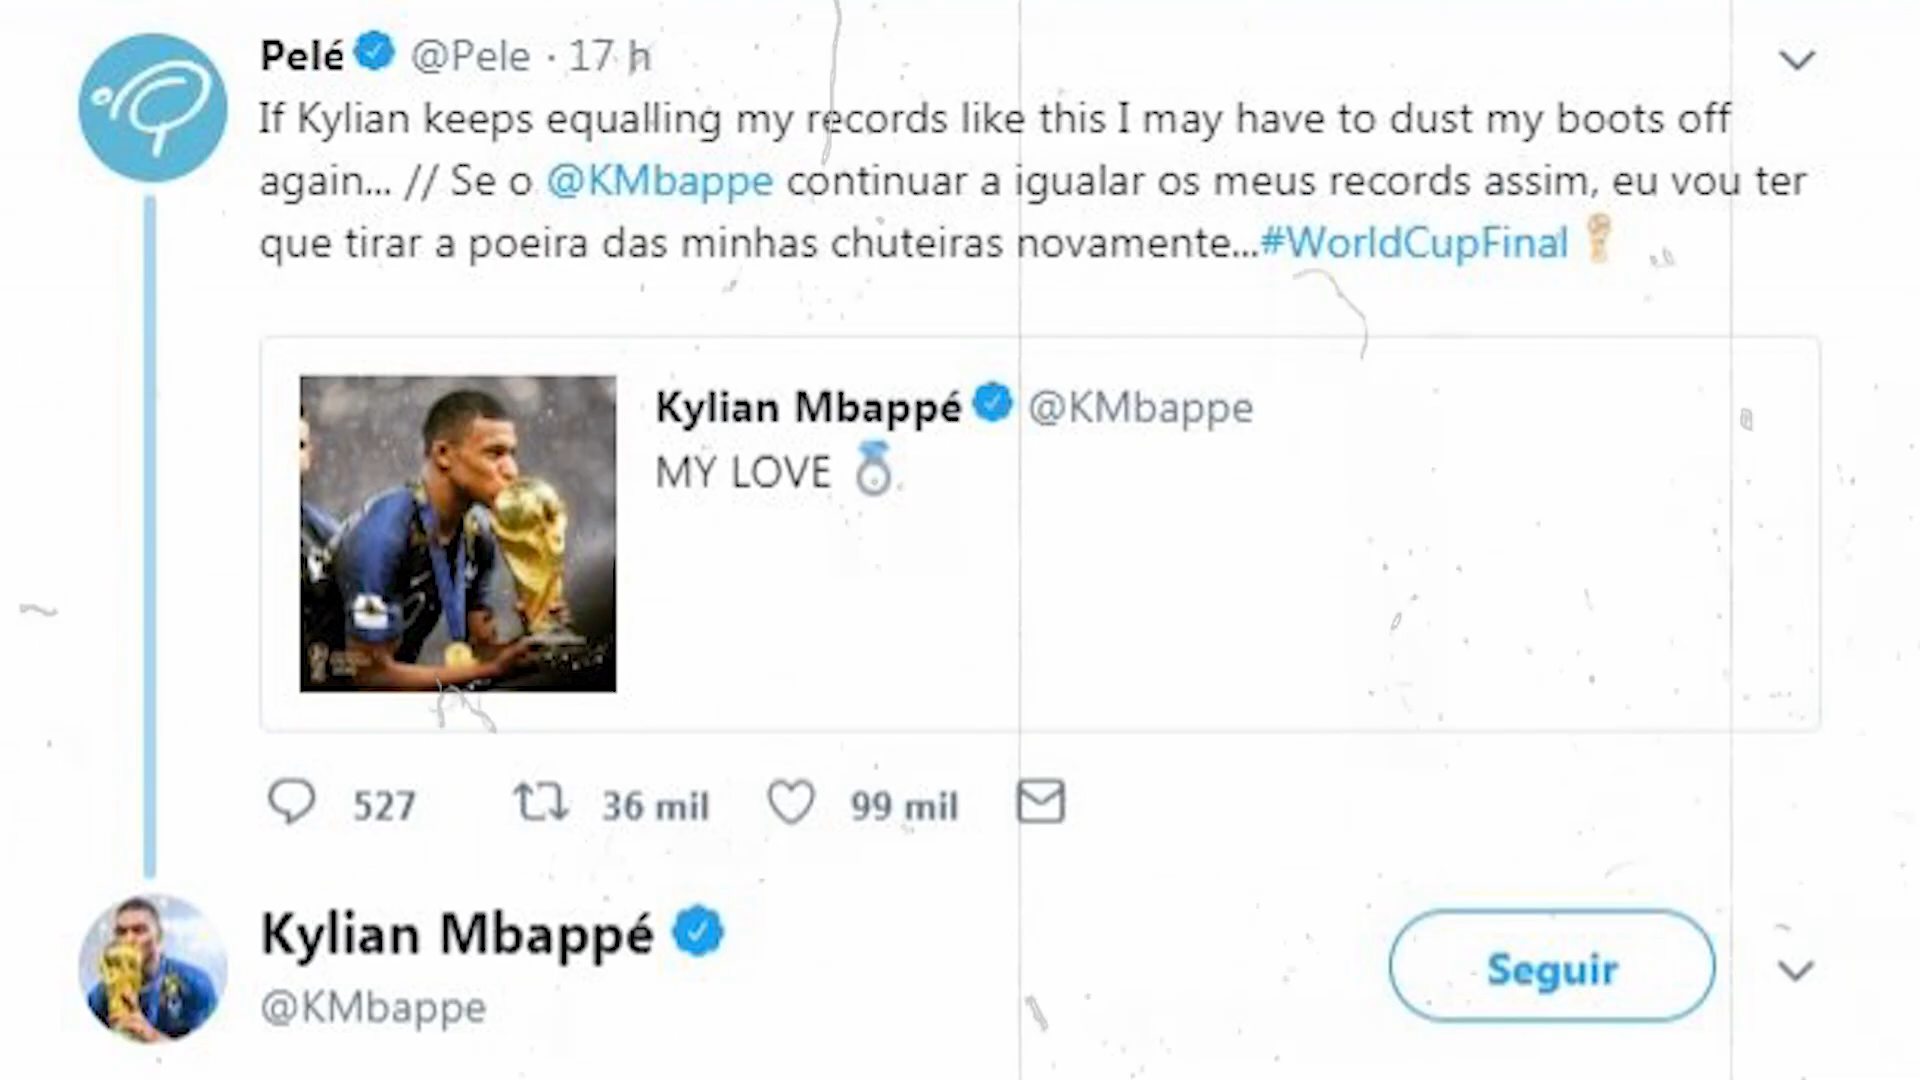 Pelé @Pele · 17 h
If Kylian keeps equalling my records like this I may have to dust my boots off
again... // Se o @KMbappe continuar a igualar os meus records assim, eu vou ter
que tirar a poeira das minhas chuteiras novamente...#WorldCupFinal
Kylian Mbappé @KMbappe
MY LOVE
527 36 mil 99 mil
Kylian Mbappé
@KMbappe
Seguir